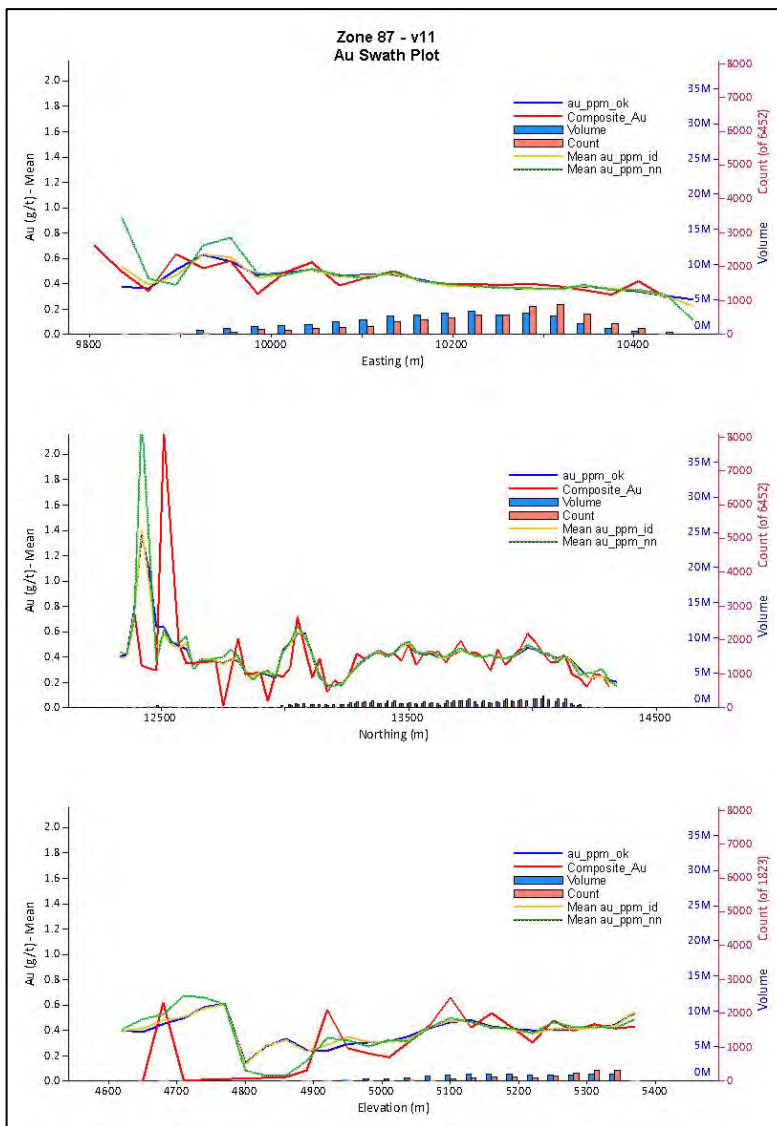 Zone 87 - v11
Au Swath Plot
2.0
1.8
1.6
1.4
1.2
1.0
0.8
0.6
0.4
0.2
0.0
Au (g/t) - Mean
au_ppm_ok
Composite_Au
Volume
Count
Mean au_ppm_id
Mean au_ppm_nn
35M
30M
25M
20M
15M
10M
5M
0M
Volume
8000
7000
6000
5000
4000
3000
2000
1000
0
Count (of 6452)
9800
10000
10200
10400
Easting (m)
2.0
1.8
1.6
1.4
1.2
1.0
0.8
0.6
0.4
0.2
0.0
Au (g/t) - Mean
au_ppm_ok
Composite_Au
Volume
Count
Mean au_ppm_id
Mean au_ppm_nn
35M
30M
25M
20M
15M
10M
5M
0M
Volume
8000
7000
6000
5000
4000
3000
2000
1000
0
Count (of 6452)
12500
13500
14500
Northing (m)
2.0
1.8
1.6
1.4
1.2
1.0
0.8
0.6
0.4
0.2
0.0
Au (g/t) - Mean
au_ppm_ok
Composite_Au
Volume
Count
Mean au_ppm_id
Mean au_ppm_nn
35M
30M
25M
20M
15M
10M
5M
0M
Volume
8000
7000
6000
5000
4000
3000
2000
1000
0
Count (of 1823)
4600
4700
4800
4900
5000
5100
5200
5300
5400
Elevation (m)